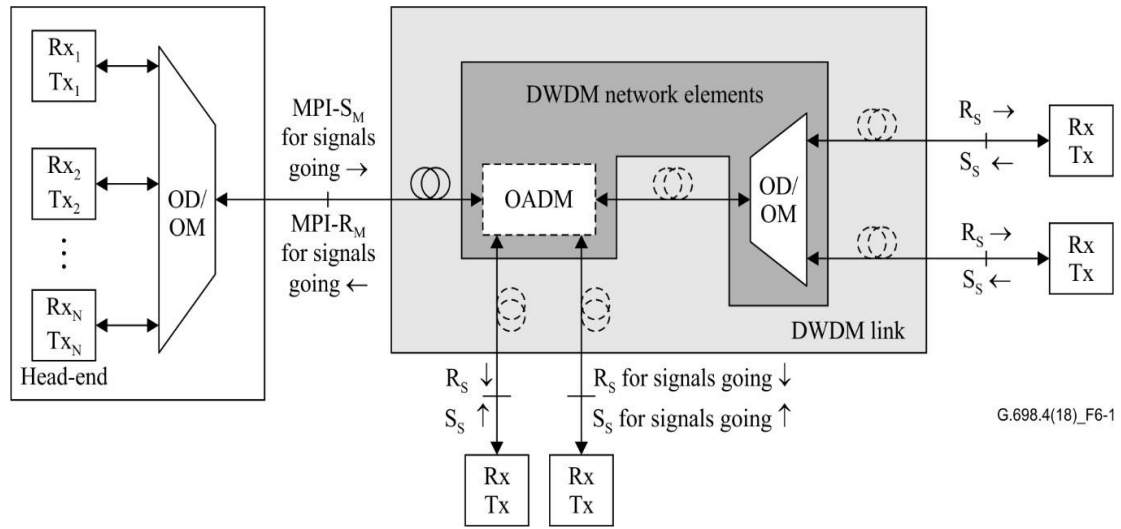 Rx1
Tx1
Rx2
Tx2
⋮
RxN
TxN
Head-end
OD/
OM
MPI-SM
for signals
going →
MPI-RM
for signals
going ←
DWDM network elements
OADM
OD/
OM
DWDM link
RS →
SS ←
Rx
Tx
RS →
SS ←
Rx
Tx
RS ↓
SS ↑
RS for signals going ↓
SS for signals going ↑
Rx
Tx
Rx
Tx
G.698.4(18)_F6-1